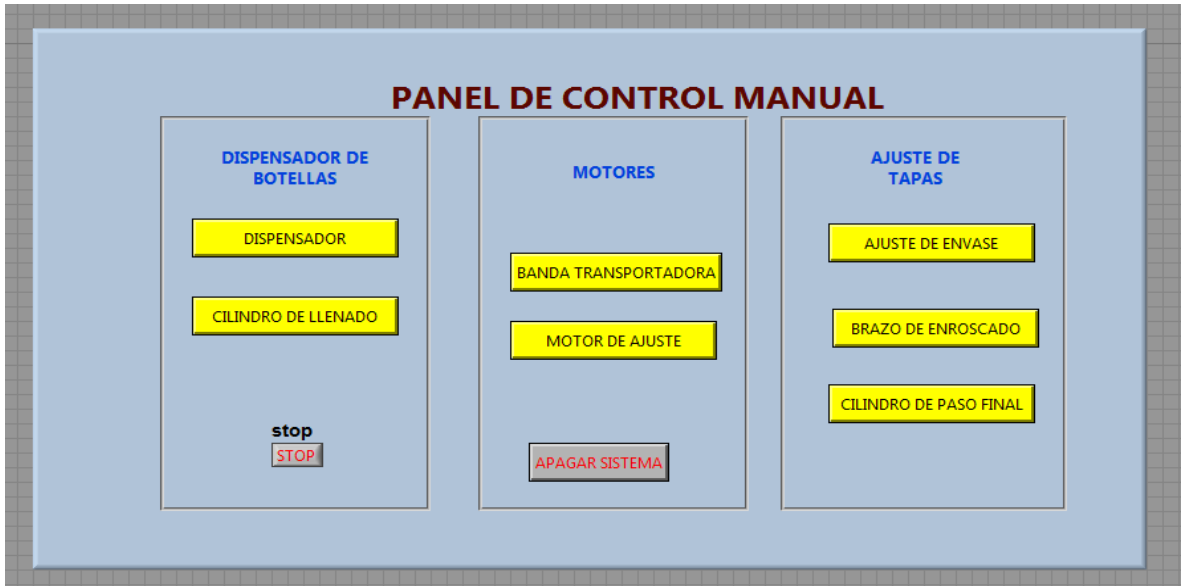 PANEL DE CONTROL MANUAL
DISPENSADOR DE
BOTELLAS
DISPENSADOR
CILINDRO DE LLENADO
stop
STOP
MOTORES
BANDA TRANSPORTADORA
MOTOR DE AJUSTE
APAGAR SISTEMA
AJUSTE DE
TAPAS
AJUSTE DE ENVASE
BRAZO DE ENROSCADO
CILINDRO DE PASO FINAL